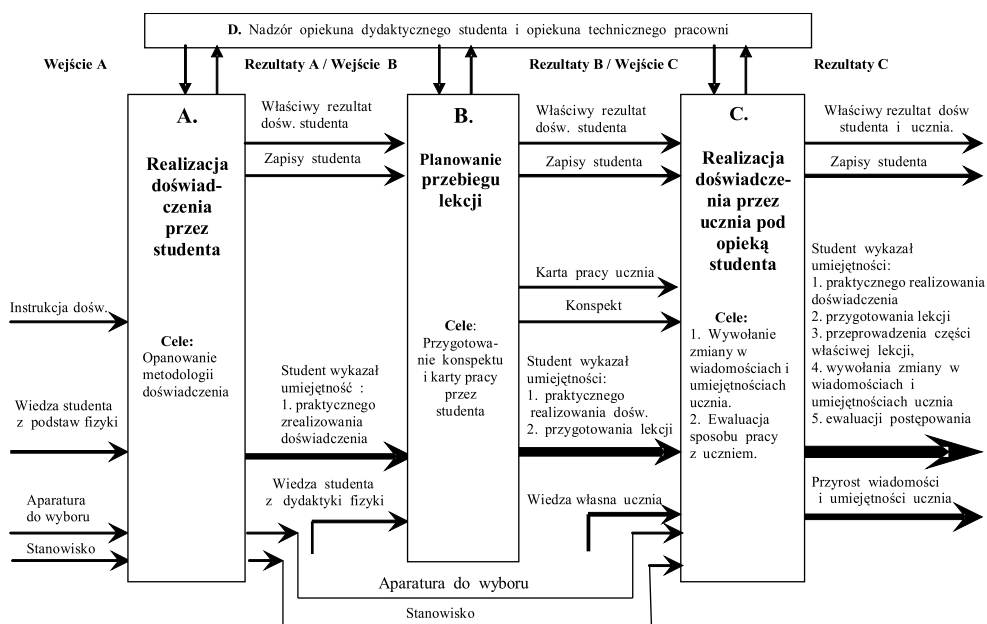 D. Nadzór opiekuna dydaktycznego studenta i opiekuna technicznego pracowni
Wejście A
Rezultaty A / Wejście B
Rezultaty B / Wejście C
Rezultaty C
Instrukcja dośw.
Wiedza studenta
z podstaw fizyki
Aparatura
do wyboru
Stanowisko
A.
Realizacja
doświad-
czenia
przez
studenta
Cele:
Opanowanie
metodologii
doświadczenia
Właściwy rezultat
dośw. studenta
Zapisy studenta
Student wykazał
umiejętność :
1. praktycznego
zrealizowania
doświadczenia
Wiedza studenta
z dydaktyki fizyki
B.
Planowanie
przebiegu
lekcji
Cele:
Przygotowa-
nie konspektu
i karty pracy
przez
studenta
Właściwy rezultat
dośw. studenta
Zapisy studenta
Karta pracy ucznia
Konspekt
Student wykazał
umiejętności:
1. praktycznego
realizowania dośw.
2. przygotowania lekcji
Wiedza własna ucznia
C.
Realizacja
doświadcze-
nia przez
ucznia pod
opieką
studenta
Cele:
1. Wywołanie
zmiany w
wiadomościach i
umiejętnościach
ucznia.
2. Ewaluacja
sposobu pracy
z uczniem.
Właściwy rezultat dośw
studenta i ucznia.
Zapisy studenta
Student wykazał
umiejętności:
1. praktycznego realizowania
doświadczenia
2. przygotowania lekcji
3. przeprowadzenia części
właściwej lekcji,
4. wywołania zmiany w
wiadomościach i
umiejętnościach ucznia
5. ewaluacji postępowania
Przyrost wiadomości
i umiejętności ucznia
Aparatura do wyboru
Stanowisko